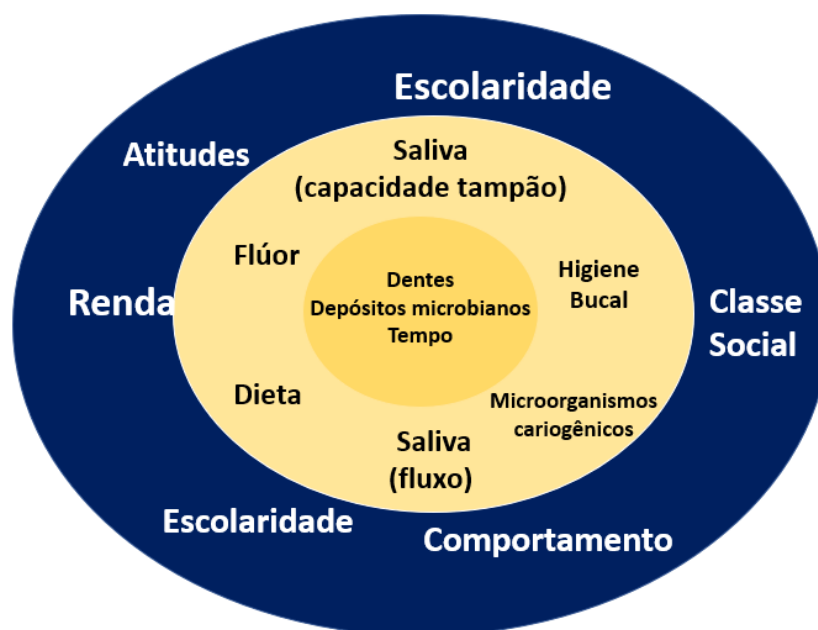 Escolaridade
Atitudes
Saliva
(capacidade tampão)
Flúor
Higiene
Bucal
Dentes
Depósitos microbianos
Tempo
Renda
Classe
Social
Dieta
Microorganismos
cariogênicos
Saliva
(fluxo)
Escolaridade
Comportamento